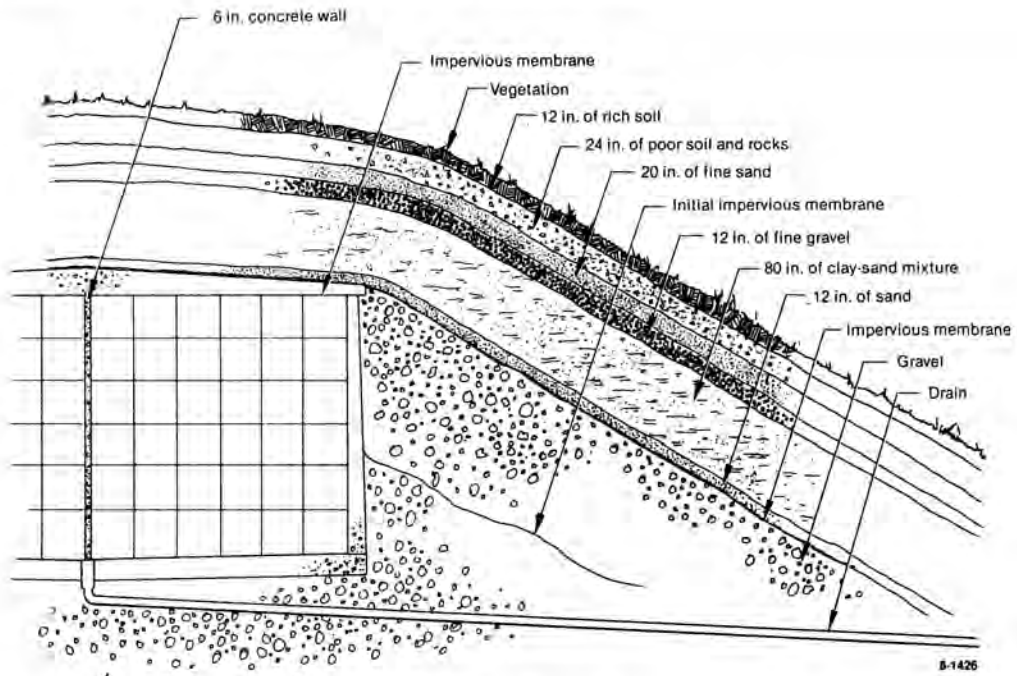 6 in. concrete wall
Impervious membrane
Vegetation
12 in. of rich soil
24 in. of poor soil and rocks
20 in. of fine sand
Initial impervious membrane
12 in. of fine gravel
80 in. of clay-sand mixture
12 in. of sand
Impervious membrane
Gravel
Drain
6-1426